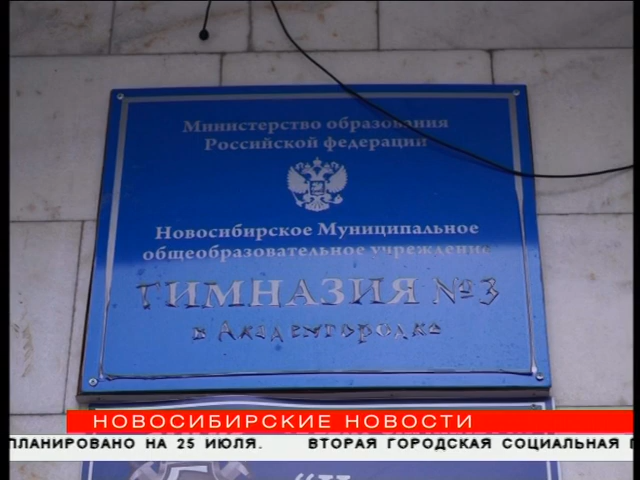 Министерство образования
Российской федерации
Новосибирское Муниципальное
общеобразовательное учреждение
ГИМНАЗИЯ №3
в Академгородке
НОВОСИБИРСКИЕ НОВОСТИ
ПЛАНИРОВАНО НА 25 ИЮЛЯ. ВТОРАЯ ГОРОДСКАЯ СОЦИАЛЬНАЯ